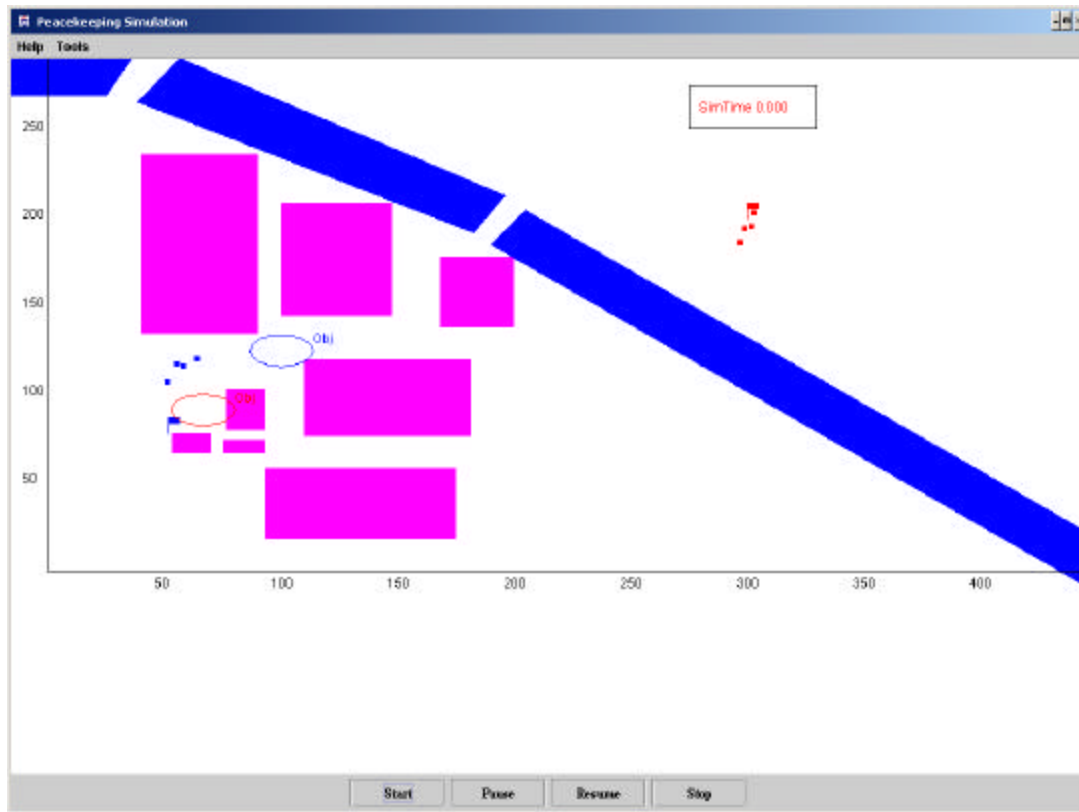 Peacekeeping Simulation
Help Tools
SimTime 0.000
250
200
150
Obj
100
Obj
50
50 100 150 200 250 300 350 400
Start Pause Resume Stop